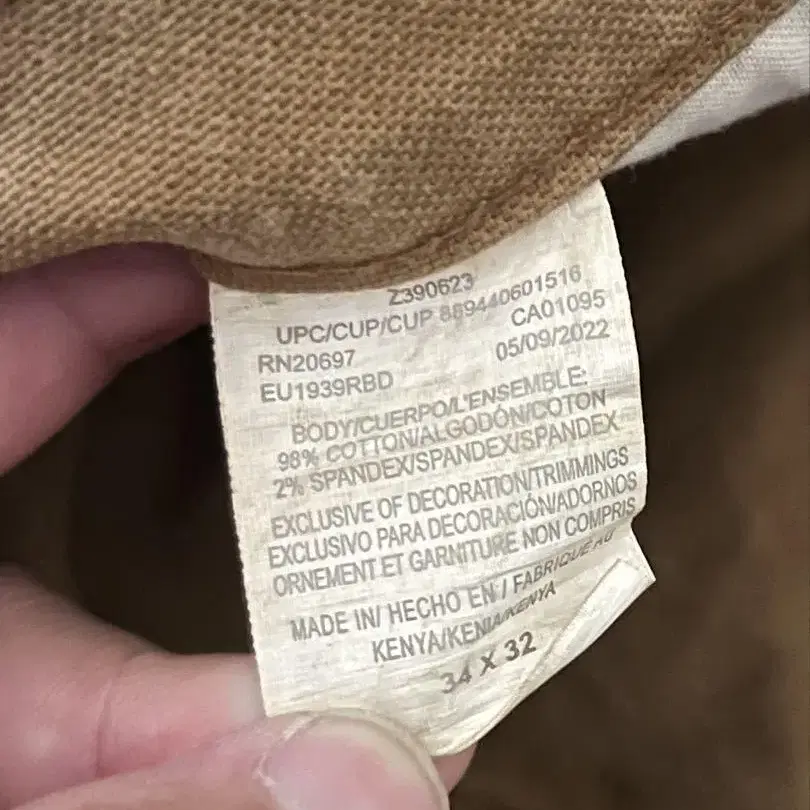 Z390623
UPC/CUP/CUP 889440601516
RN20697 CA01095
EU1939RBD 05/09/2022
BODY/CUERPO/L'ENSEMBLE:
98% COTTON/ALGODÓN/COTON
2% SPANDEX/SPANDEX/SPANDEX
EXCLUSIVE OF DECORATION/TRIMMINGS
EXCLUSIVO PARA DECORACIÓN/ADORNOS
ORNEMENT ET GARNITURE NON COMPRIS
MADE IN/ HECHO EN / FABRIQUE AU
KENYA/KENIA/KENYA
34 X 32